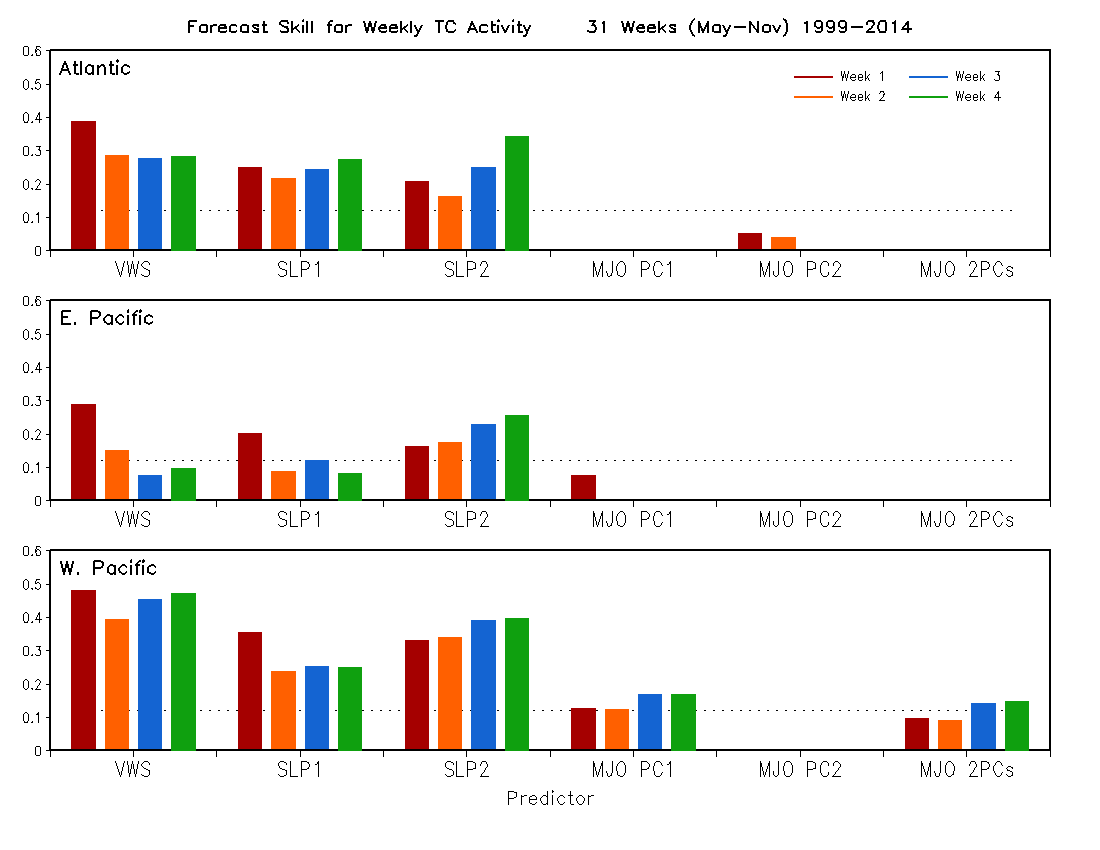 Forecast Skill for Weekly TC Activity 31 Weeks (May-Nov) 1999-2014
0.6
Atlantic
Week 1 Week 3
Week 2 Week 4
0.5
0.4
0.3
0.2
0.1
0
VWS SLP1 SLP2 MJO PC1 MJO PC2 MJO 2PCs
0.6
E. Pacific
0.5
0.4
0.3
0.2
0.1
0
VWS SLP1 SLP2 MJO PC1 MJO PC2 MJO 2PCs
0.6
W. Pacific
0.5
0.4
0.3
0.2
0.1
0
VWS SLP1 SLP2 MJO PC1 MJO PC2 MJO 2PCs
Predictor